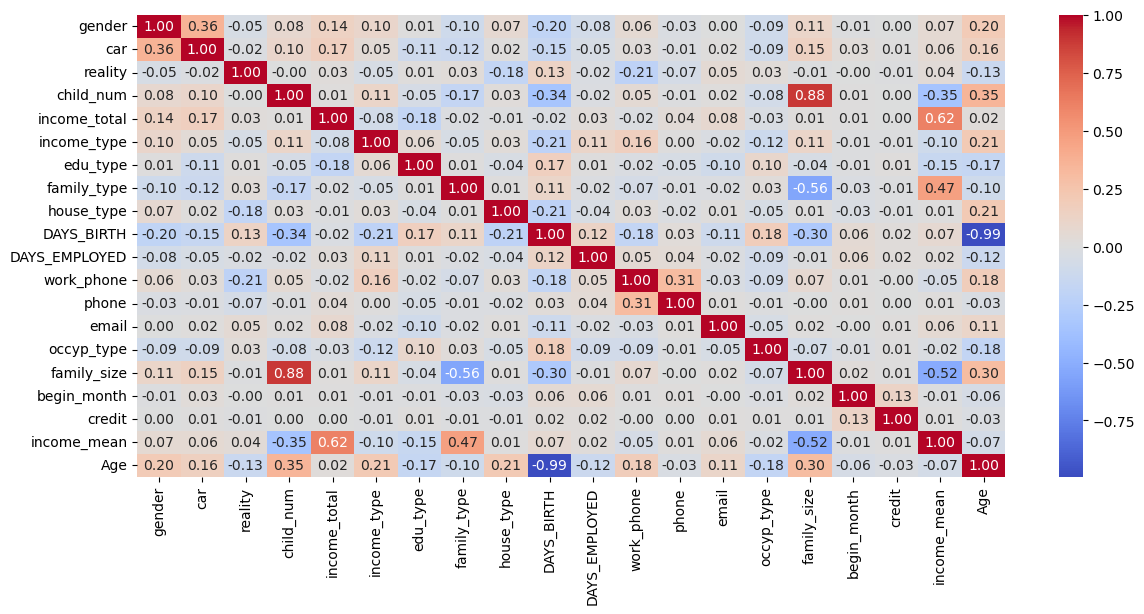 gender 1.00 0.36 -0.05 0.08 0.14 0.10 0.01 -0.10 0.07 -0.20 -0.08 0.06 -0.03 0.00 -0.09 0.11 -0.01 0.00 0.07 0.20
car 0.36 1.00 -0.02 0.10 0.17 0.05 -0.11 -0.12 0.02 -0.15 -0.05 0.03 -0.01 0.02 -0.09 0.15 0.03 0.01 0.06 0.16
reality -0.05 -0.02 1.00 -0.00 0.03 -0.05 0.01 0.03 -0.18 0.13 -0.02 -0.21 -0.07 0.05 0.03 -0.01 -0.00 -0.01 0.04 -0.13
child_num 0.08 0.10 -0.00 1.00 0.01 0.11 -0.05 -0.17 0.03 -0.34 -0.02 0.05 -0.01 0.02 -0.08 0.88 0.01 0.00 -0.35 0.35
income_total 0.14 0.17 0.03 0.01 1.00 -0.08 -0.18 -0.02 -0.01 -0.02 0.03 -0.02 0.04 0.08 -0.03 0.01 0.01 0.00 0.62 0.02
income_type 0.10 0.05 -0.05 0.11 -0.08 1.00 0.06 -0.05 0.03 -0.21 0.11 0.16 0.00 -0.02 -0.12 0.11 -0.01 -0.01 -0.10 0.21
edu_type 0.01 -0.11 0.01 -0.05 -0.18 0.06 1.00 0.01 -0.04 0.17 0.01 -0.02 -0.05 -0.10 0.10 -0.04 -0.01 0.01 -0.15 -0.17
family_type -0.10 -0.12 0.03 -0.17 -0.02 -0.05 0.01 1.00 0.01 0.11 -0.02 -0.07 -0.01 -0.02 0.03 -0.56 -0.03 -0.01 0.47 -0.10
house_type 0.07 0.02 -0.18 0.03 -0.01 0.03 -0.04 0.01 1.00 -0.21 -0.04 0.03 -0.02 0.01 -0.05 0.01 -0.03 -0.01 0.01 0.21
DAYS_BIRTH -0.20 -0.15 0.13 -0.34 -0.02 -0.21 0.17 0.11 -0.21 1.00 0.12 -0.18 0.03 -0.11 0.18 -0.30 0.06 0.02 0.07 -0.99
DAYS_EMPLOYED -0.08 -0.05 -0.02 -0.02 0.03 0.11 0.01 -0.02 -0.04 0.12 1.00 0.05 0.04 -0.02 -0.09 -0.01 0.06 0.02 0.02 -0.12
work_phone 0.06 0.03 -0.21 0.05 -0.02 0.16 -0.02 -0.07 0.03 -0.18 0.05 1.00 0.31 -0.03 -0.09 0.07 0.01 -0.00 -0.05 0.18
phone -0.03 -0.01 -0.07 -0.01 0.04 0.00 -0.05 -0.01 -0.02 0.03 0.04 0.31 1.00 0.01 -0.01 -0.00 0.01 0.00 0.01 -0.03
email 0.00 0.02 0.05 0.02 0.08 -0.02 -0.10 -0.02 0.01 -0.11 -0.02 -0.03 0.01 1.00 -0.05 0.02 -0.00 0.01 0.06 0.11
occyp_type -0.09 -0.09 0.03 -0.08 -0.03 -0.12 0.10 0.03 -0.05 0.18 -0.09 -0.09 -0.01 -0.05 1.00 -0.07 -0.01 0.01 -0.02 -0.18
family_size 0.11 0.15 -0.01 0.88 0.01 0.11 -0.04 -0.56 0.01 -0.30 -0.01 0.07 -0.00 0.02 -0.07 1.00 0.02 0.01 -0.52 0.30
begin_month -0.01 0.03 -0.00 0.01 0.01 -0.01 -0.01 -0.03 -0.03 0.06 0.06 0.01 0.01 -0.00 -0.01 0.02 1.00 0.13 -0.01 -0.06
credit 0.00 0.01 -0.01 0.00 0.00 -0.01 0.01 -0.01 -0.01 0.02 0.02 -0.00 0.00 0.01 0.01 0.01 0.13 1.00 0.01 -0.03
income_mean 0.07 0.06 0.04 -0.35 0.62 -0.10 -0.15 0.47 0.01 0.07 0.02 -0.05 0.01 0.06 -0.02 -0.52 -0.01 0.01 1.00 -0.07
Age 0.20 0.16 -0.13 0.35 0.02 0.21 -0.17 -0.10 0.21 -0.99 -0.12 0.18 -0.03 0.11 -0.18 0.30 -0.06 -0.03 -0.07 1.00
gender car reality child_num income_total income_type edu_type family_type house_type DAYS_BIRTH DAYS_EMPLOYED work_phone phone email occyp_type family_size begin_month credit income_mean Age
1.00
0.75
0.50
0.25
0.00
−0.25
−0.50
−0.75